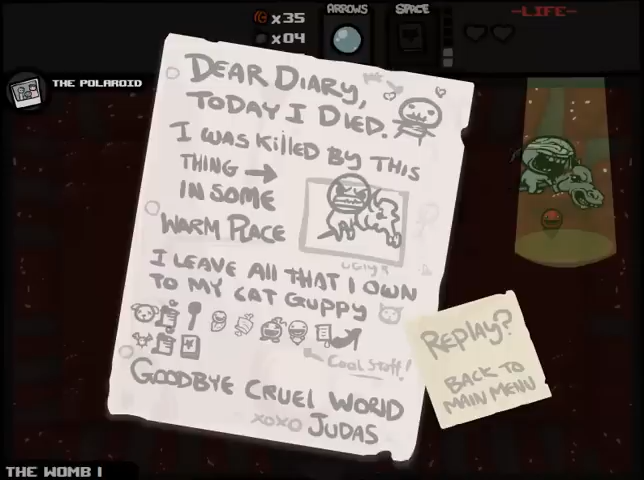 x35
x04
ARROWS
SPACE
-LIFE-
THE POLAROID
DEAR DIARY,
TODAY I DIED.
I WAS KILLED BY THIS
THING →
IN SOME
WARM PLACE
UGLY
I LEAVE ALL THAT I OWN
TO MY CAT GUPPY
COOL STUFF!
GOODBYE CRUEL WORLD
XOXO JUDAS
REPLAY?
BACK TO
MAIN MENU
THE WOMB I